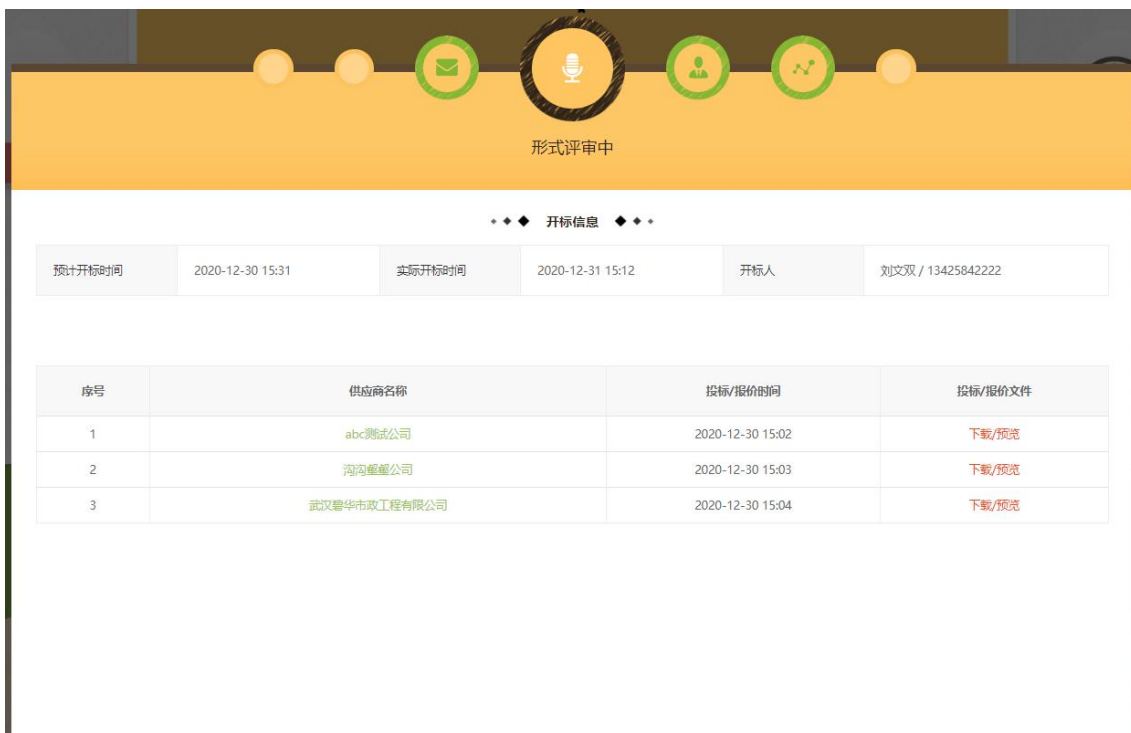 形式评审中
开标信息
预计开标时间 2020-12-30 15:31 实际开标时间 2020-12-31 15:12 开标人 刘文双 / 13425842222
序号 供应商名称 投标/报价时间 投标/报价文件
1 abc测试公司 2020-12-30 15:02 下载/预览
2 沟沟壑壑公司 2020-12-30 15:03 下载/预览
3 武汉碧华市政工程有限公司 2020-12-30 15:04 下载/预览